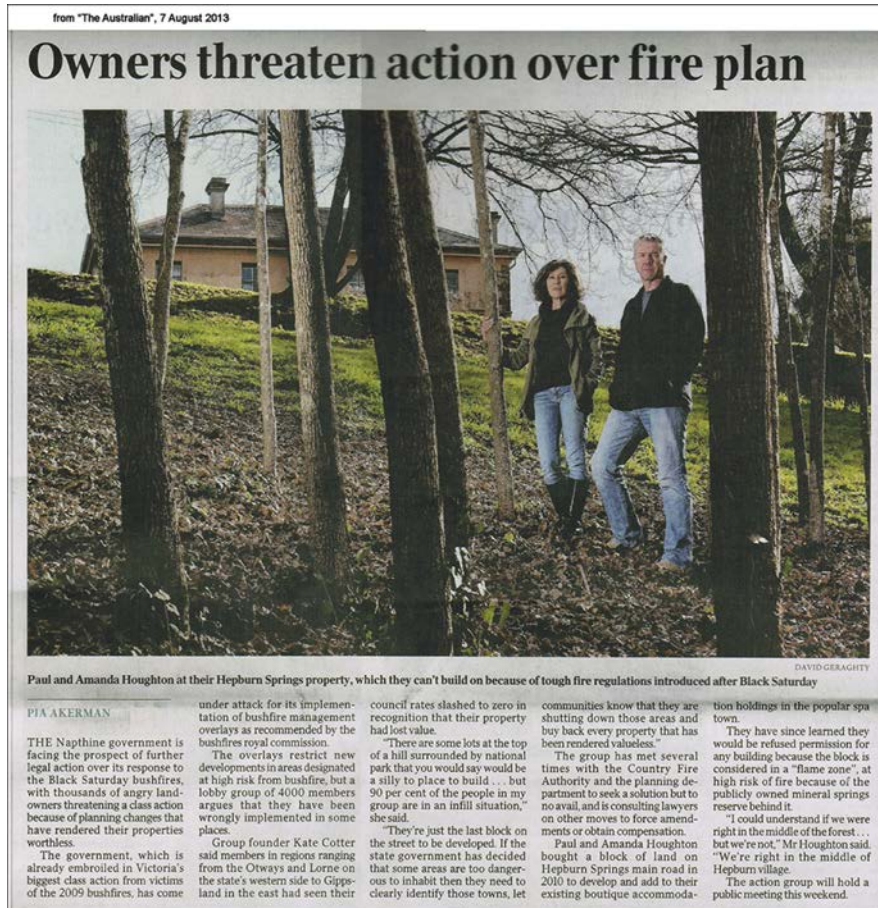 from "The Australian", 7 August 2013
Owners threaten action over fire plan
DAVID GERAGHTY
Paul and Amanda Houghton at their Hepburn Springs property, which they can't build on because of tough fire regulations introduced after Black Saturday
PIA AKERMAN
THE Napthine government is
facing the prospect of further
legal action over its response to
the Black Saturday bushfires,
with thousands of angry land-
owners threatening a class action
because of planning changes that
have rendered their properties
worthless.
The government, which is
already embroiled in Victoria's
biggest class action from victims
of the 2009 bushfires, has come
under attack for its implemen-
tation of bushfire management
overlays as recommended by the
bushfires royal commission.
The overlays restrict new
developments in areas designated
at high risk from bushfire, but a
lobby group of 4000 members
argues that they have been
wrongly implemented in some
places.
Group founder Kate Cotter
said members in regions ranging
from the Otways and Lorne on
the state's western side to Gipps-
land in the east had seen their
council rates slashed to zero in
recognition that their property
had lost value.
"There are some lots at the top
of a hill surrounded by national
park that you would say would be
a silly to place to build . . . but
90 per cent of the people in my
group are in an infill situation,"
she said.
"They're just the last block on
the street to be developed. If the
state government has decided
that some areas are too danger-
ous to inhabit then they need to
clearly identify those towns, let
communities know that they are
shutting down those areas and
buy back every property that has
been rendered valueless."
The group has met several
times with the Country Fire
Authority and the planning de-
partment to seek a solution but to
no avail, and is consulting lawyers
on other moves to force amend-
ments or obtain compensation.
Paul and Amanda Houghton
bought a block of land on
Hepburn Springs main road in
2010 to develop and add to their
existing boutique accommoda-
tion holdings in the popular spa
town.
They have since learned they
would be refused permission for
any building because the block is
considered in a "flame zone", at
high risk of fire because of the
publicly owned mineral springs
reserve behind it.
"I could understand if we were
right in the middle of the forest . . .
but we're not," Mr Houghton said.
"We're right in the middle of
Hepburn village.
The action group will hold a
public meeting this weekend.